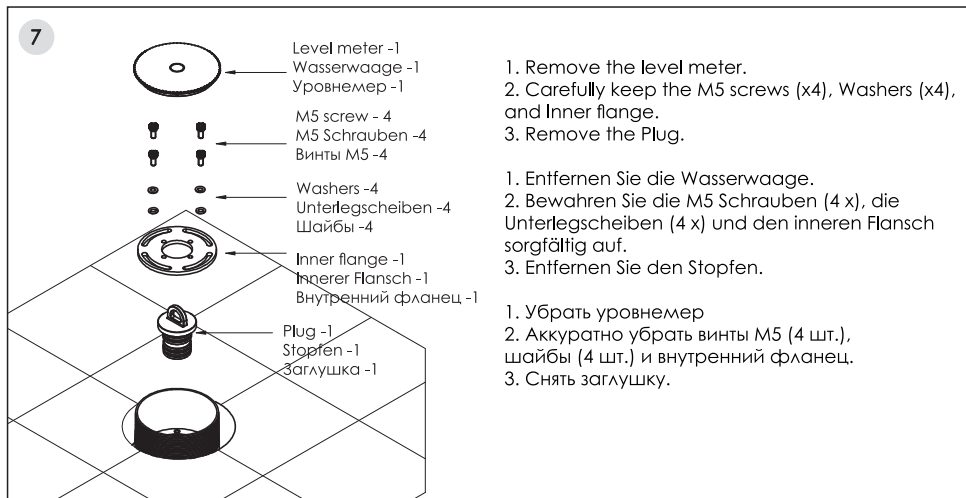 7
Level meter -1
Wasserwaage -1
Уровнемер -1
M5 screw - 4
M5 Schrauben -4
Винты M5 -4
Washers -4
Unterlegscheiben -4
Шайбы -4
Inner flange -1
Innerer Flansch -1
Внутренний фланец -1
Plug -1
Stopfen -1
Заглушка -1
1. Remove the level meter.
2. Carefully keep the M5 screws (x4), Washers (x4),
and Inner flange.
3. Remove the Plug.
1. Entfernen Sie die Wasserwaage.
2. Bewahren Sie die M5 Schrauben (4 x), die
Unterlegscheiben (4 x) und den inneren Flansch
sorgfältig auf.
3. Entfernen Sie den Stopfen.
1. Убрать уровнемер
2. Аккуратно убрать винты M5 (4 шт.),
шайбы (4 шт.) и внутренний фланец.
3. Снять заглушку.